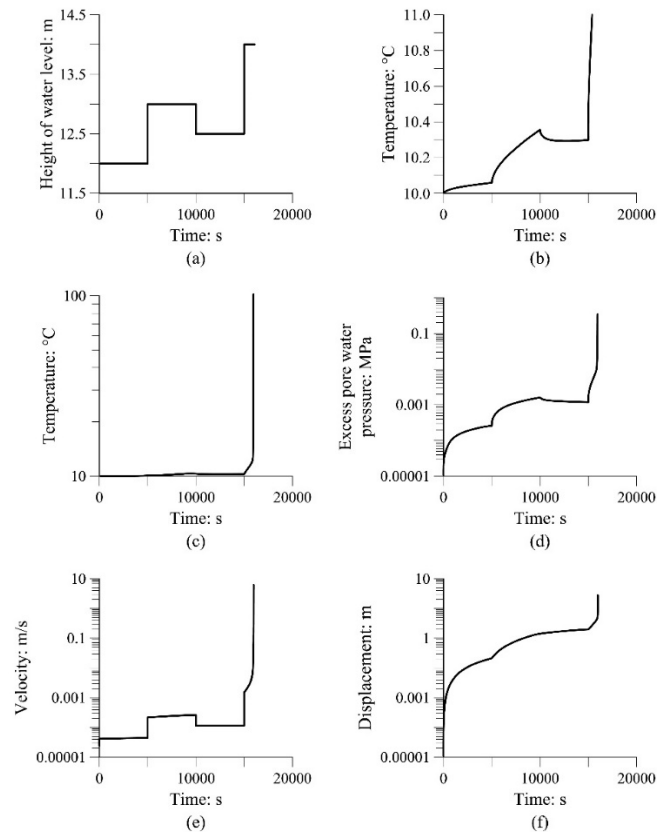 Height of water level: m
14.5
13.5
12.5
11.5
0
10000
20000
Time: s
(a)
Temperature: °C
11.0
10.8
10.6
10.4
10.2
10.0
0
10000
20000
Time: s
(b)
Temperature: °C
100
10
0
10000
20000
Time: s
(c)
Excess pore water
pressure: MPa
0.1
0.001
0.00001
0
10000
20000
Time: s
(d)
Velocity: m/s
10
0.1
0.001
0.00001
0
10000
20000
Time: s
(e)
Displacement: m
10
1
0.001
0.00001
0
10000
20000
Time: s
(f)